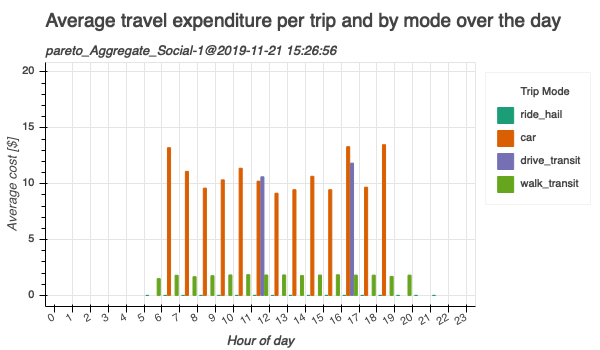 Average travel expenditure per trip and by mode over the day
pareto_Aggregate_Social-1@2019-11-21 15:26:56
20
15
10
5
0
Average cost [$]
0 1 2 3 4 5 6 7 8 9 10 11 12 13 14 15 16 17 18 19 20 21 22 23
Hour of day
Trip Mode
ride_hail
car
drive_transit
walk_transit